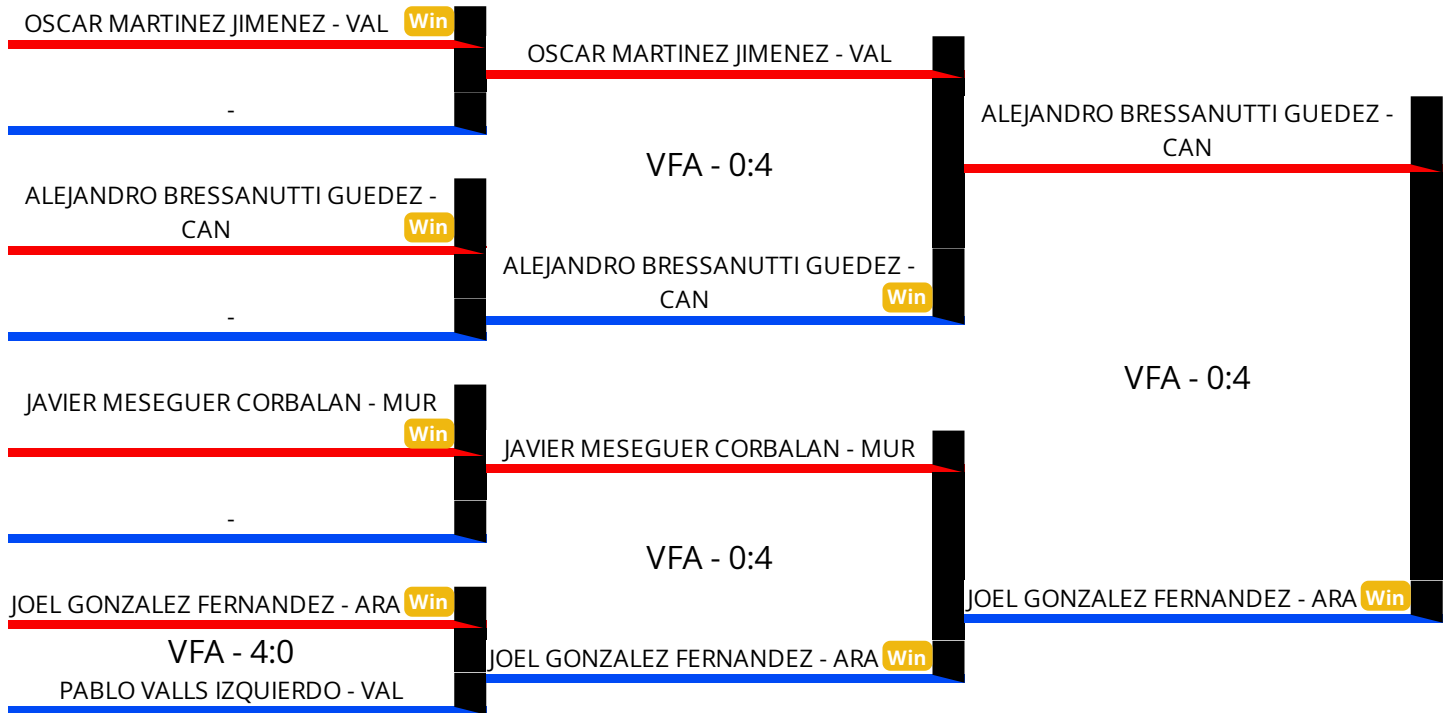 OSCAR MARTINEZ JIMENEZ - VAL Win
-
ALEJANDRO BRESSANUTTI GUEDEZ -
CAN Win
-
JAVIER MESEGUER CORBALAN - MUR
Win
-
JOEL GONZALEZ FERNANDEZ - ARA Win
VFA - 4:0
PABLO VALLS IZQUIERDO - VAL
OSCAR MARTINEZ JIMENEZ - VAL
VFA - 0:4
ALEJANDRO BRESSANUTTI GUEDEZ -
CAN Win
JAVIER MESEGUER CORBALAN - MUR
VFA - 0:4
JOEL GONZALEZ FERNANDEZ - ARA Win
ALEJANDRO BRESSANUTTI GUEDEZ -
CAN
VFA - 0:4
JOEL GONZALEZ FERNANDEZ - ARA Win